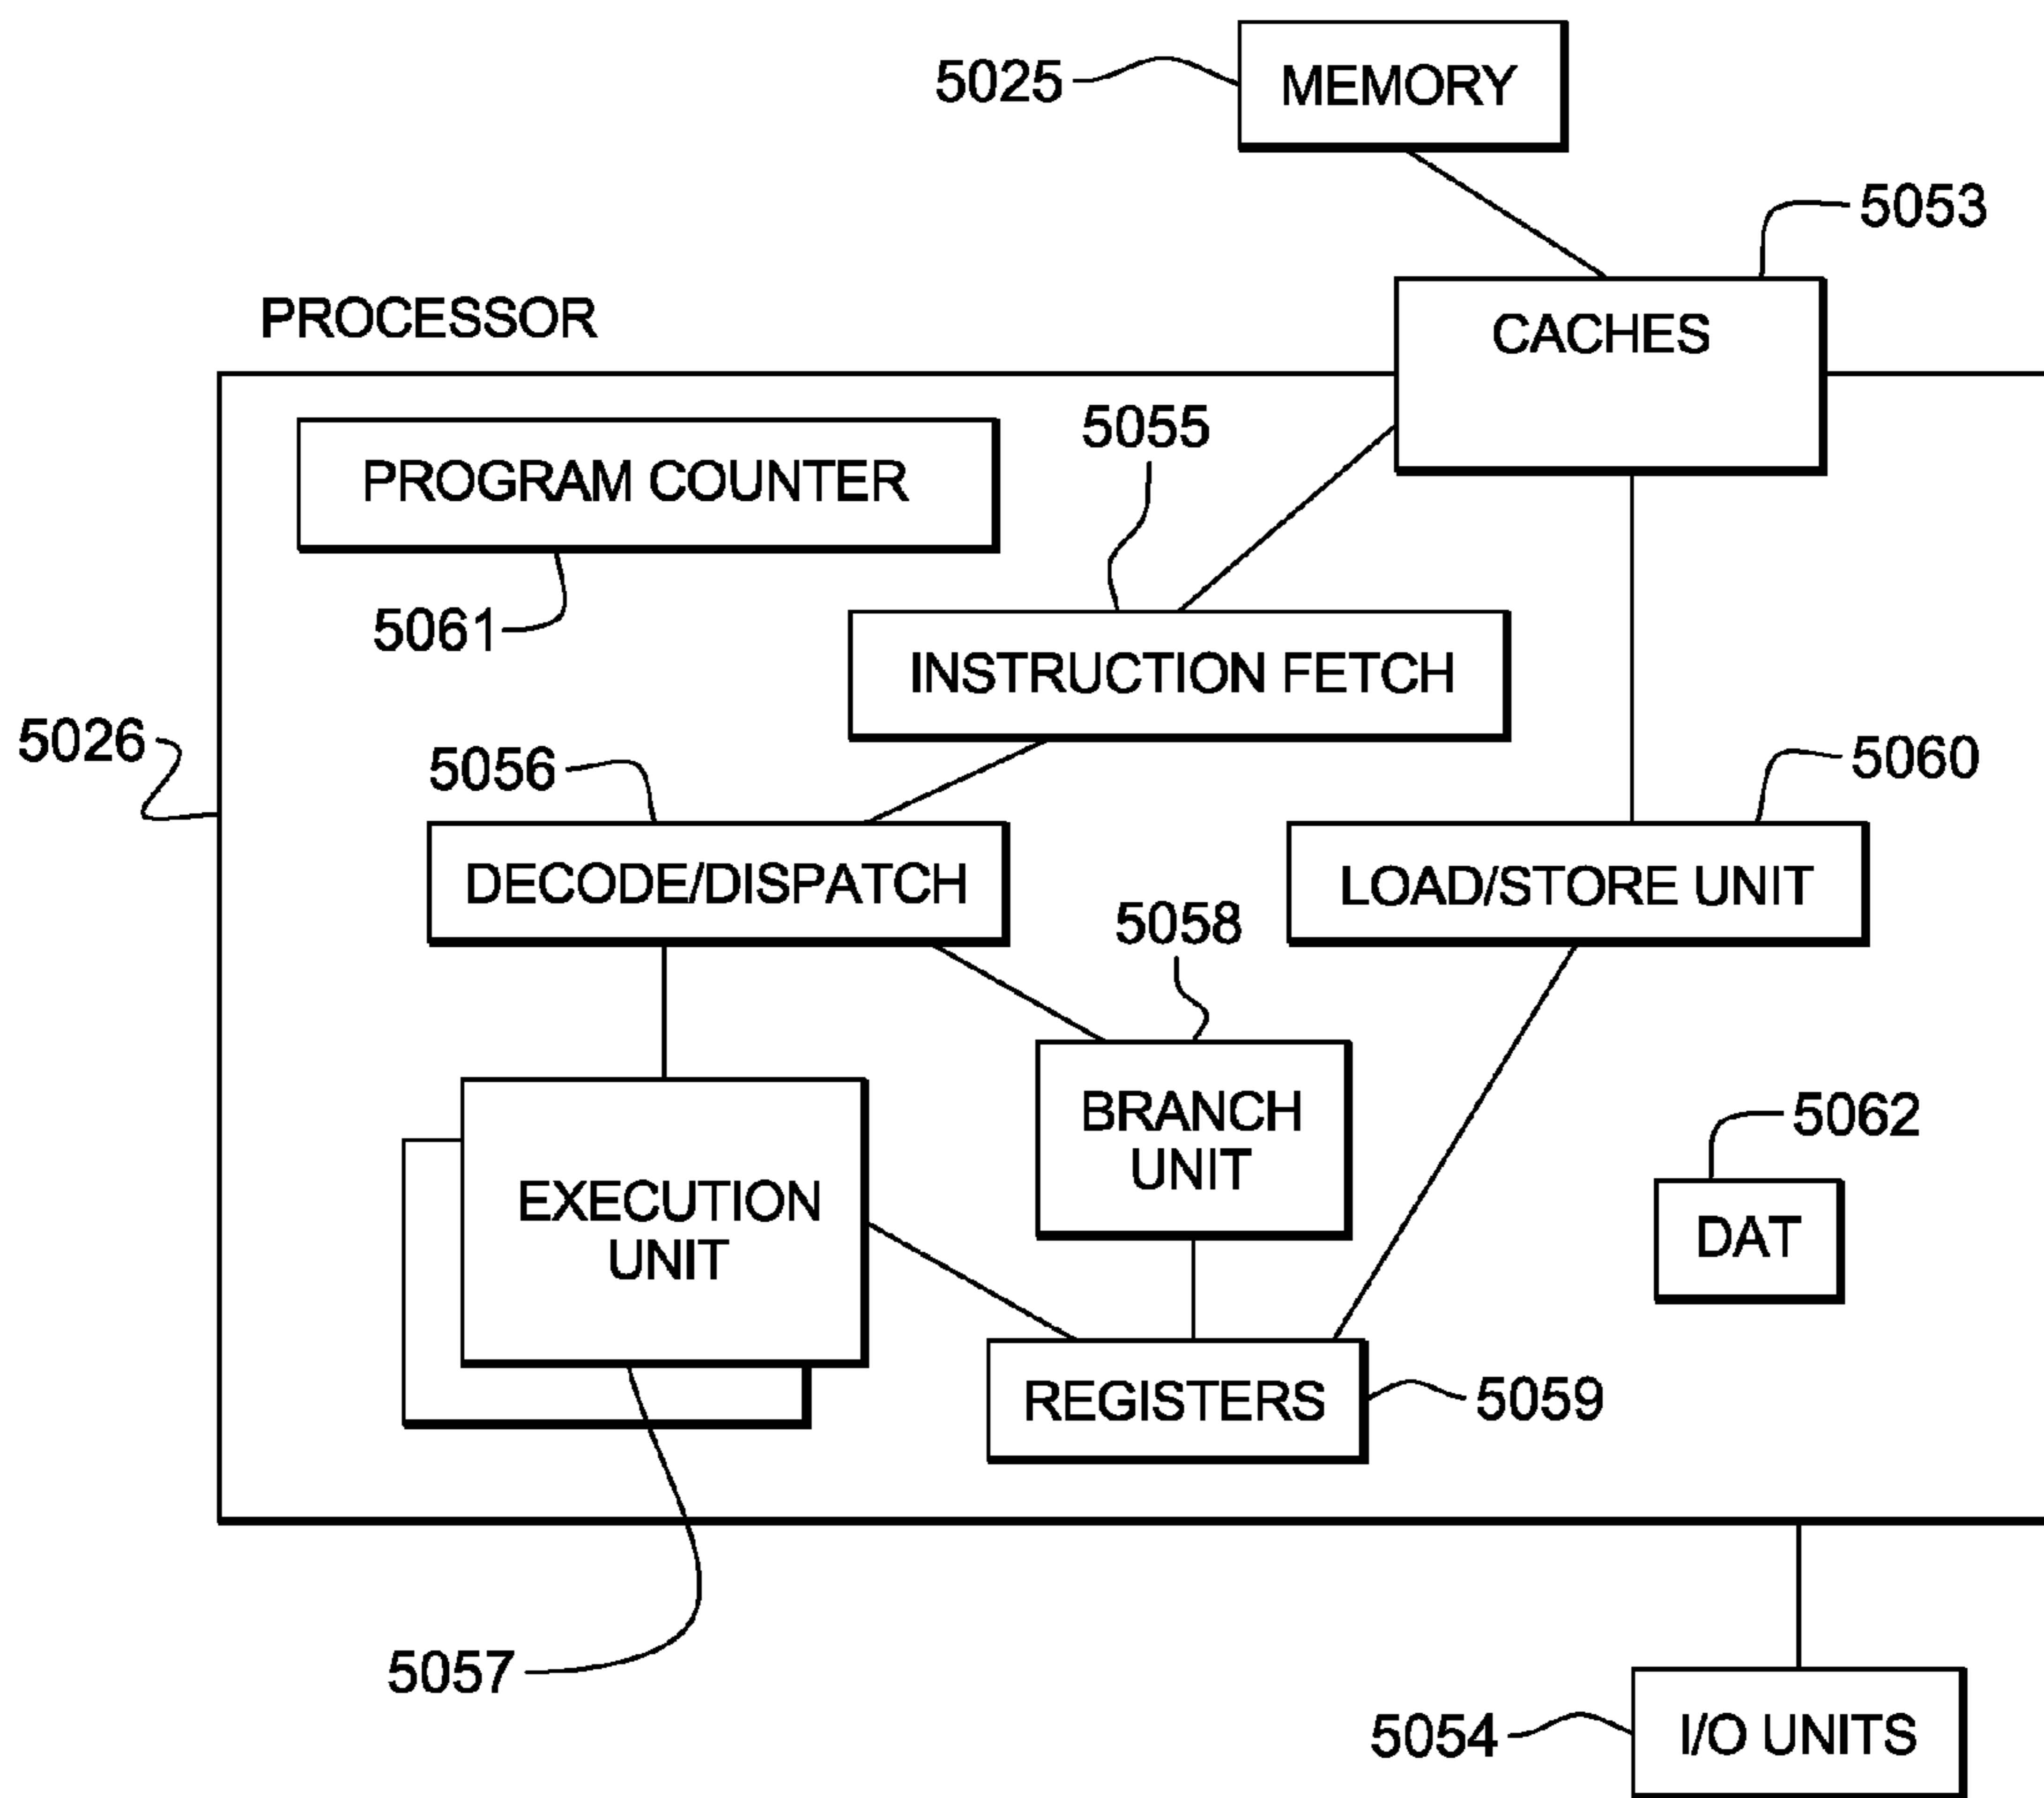 5025
MEMORY
5053
PROCESSOR
CACHES
5055
PROGRAM COUNTER
5061
INSTRUCTION FETCH
5026
5056
5060
DECODE/DISPATCH
LOAD/STORE UNIT
5058
BRANCH
UNIT
5062
EXECUTION
UNIT
DAT
REGISTERS
5059
5057
5054
I/O UNITS